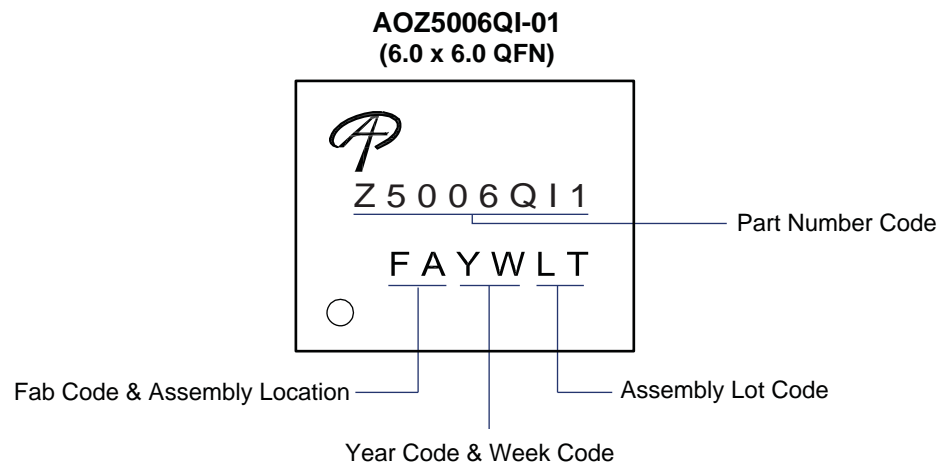 AOZ5006QI-01
(6.0 x 6.0 QFN)
Z5006QI1
Part Number Code
FAYWLT
Fab Code & Assembly Location
Assembly Lot Code
Year Code & Week Code